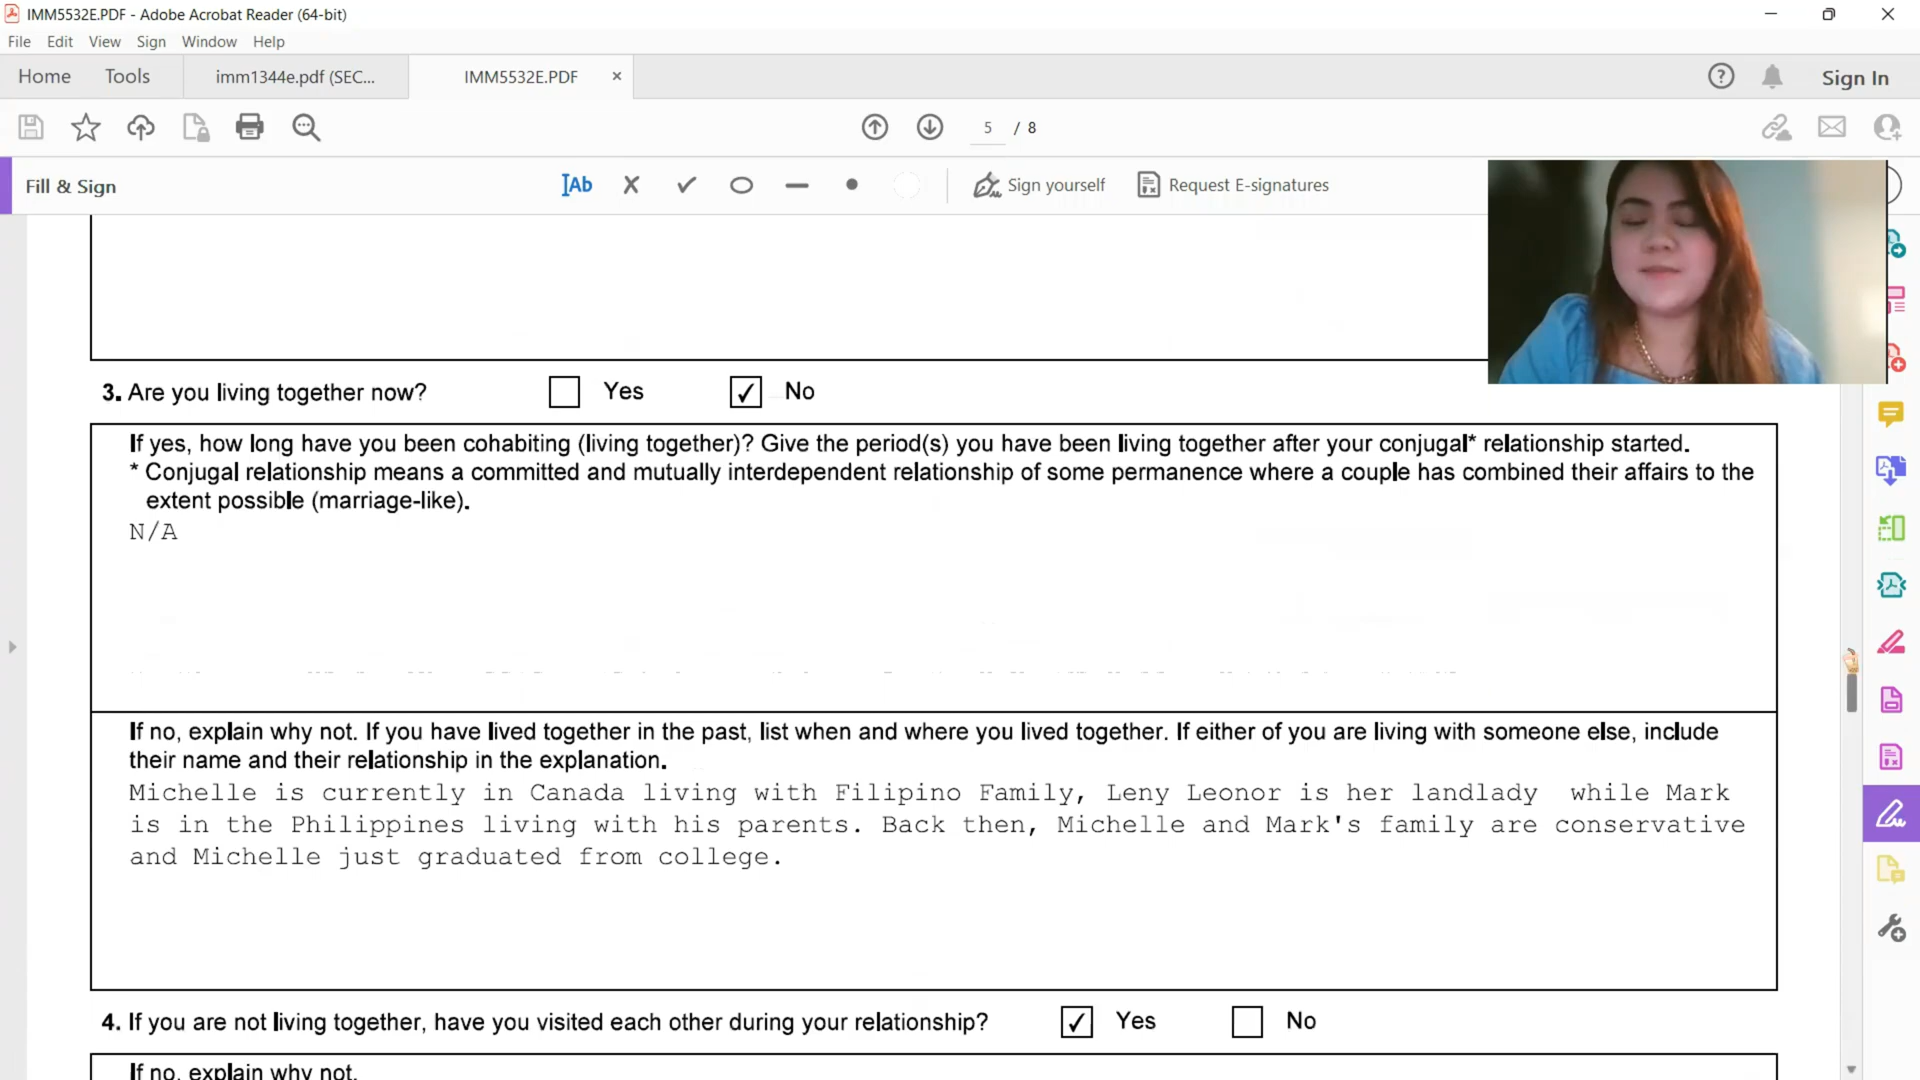 IMM5532E.PDF - Adobe Acrobat Reader (64-bit)
File Edit View Sign Window Help
Home Tools imm1344e.pdf (SEC... IMM5532E.PDF × Sign In
5 / 8
Fill & Sign IAb Sign yourself Request E-signatures
3. Are you living together now? Yes ✓ No
If yes, how long have you been cohabiting (living together)? Give the period(s) you have been living together after your conjugal* relationship started.
* Conjugal relationship means a committed and mutually interdependent relationship of some permanence where a couple has combined their affairs to the
extent possible (marriage-like).
N/A
If no, explain why not. If you have lived together in the past, list when and where you lived together. If either of you are living with someone else, include
their name and their relationship in the explanation.
Michelle is currently in Canada living with Filipino Family, Leny Leonor is her landlady while Mark
is in the Philippines living with his parents. Back then, Michelle and Mark's family are conservative
and Michelle just graduated from college.
4. If you are not living together, have you visited each other during your relationship? ✓ Yes No
If no, explain why not.